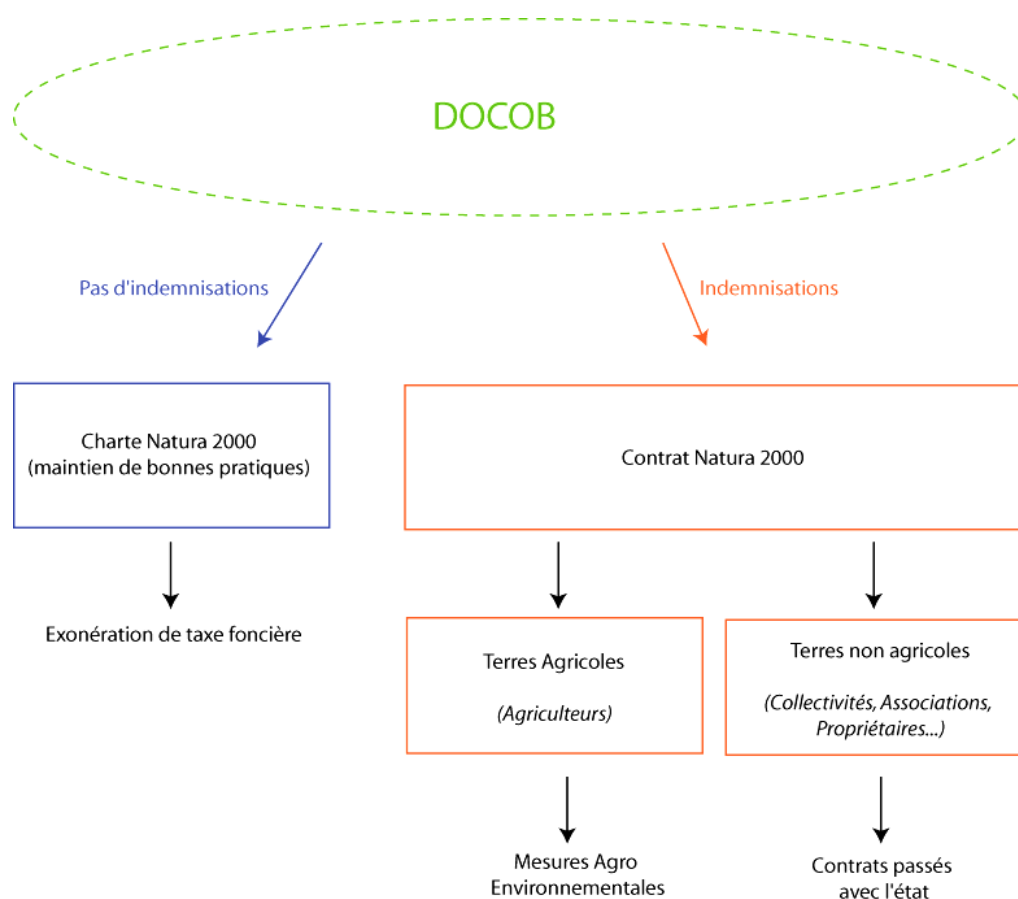 DOCOB
Pas d'indemnisations
Indemnisations
Charte Natura 2000
(maintien de bonnes pratiques)
Contrat Natura 2000
Exonération de taxe foncière
Terres Agricoles
(Agriculteurs)
Terres non agricoles
(Collectivités, Associations,
Propriétaires...)
Mesures Agro
Environnementales
Contrats passés
avec l'état